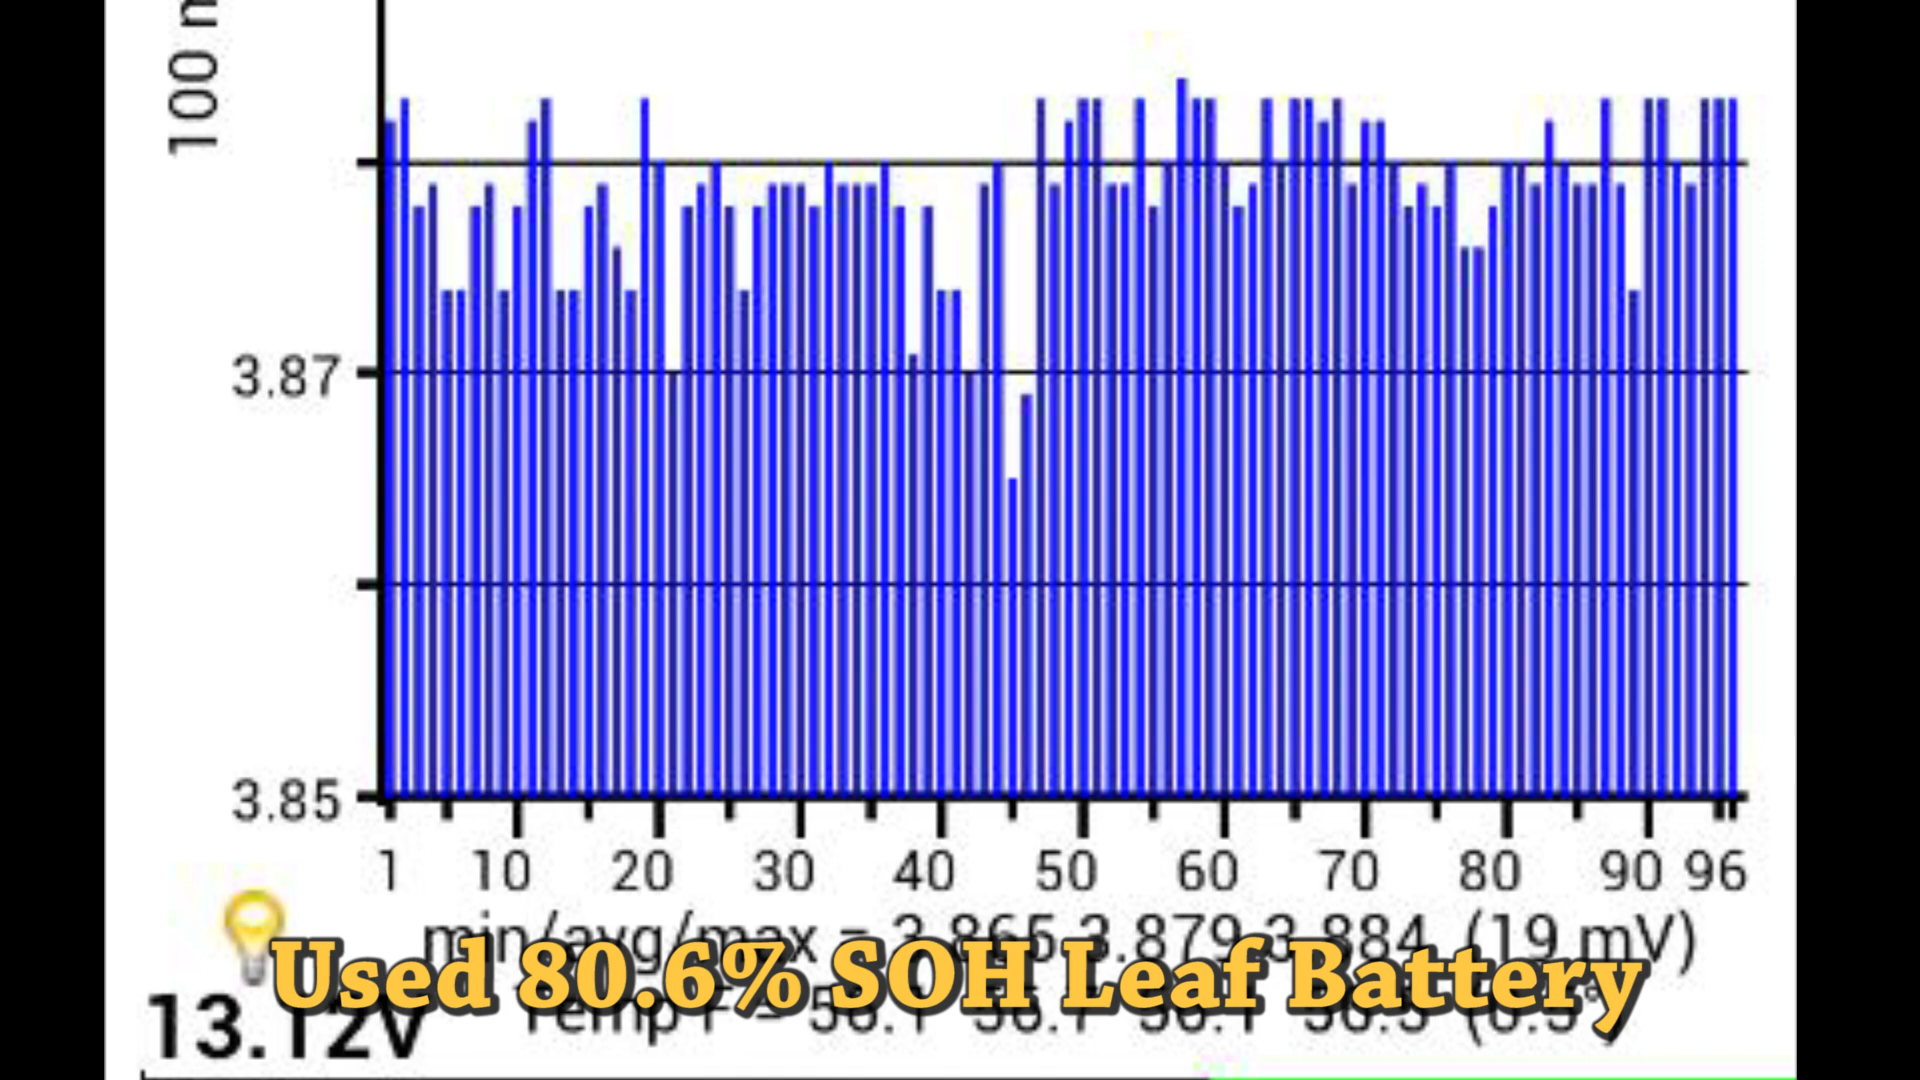 100
3.87
3.85
1 10 20 30 40 50 60 70 80 90 96
min/avg/max = 3.865 3.879 3.884 (19 mV)
Used 80.6% SOH Leaf Battery
Temp F =
13.12V